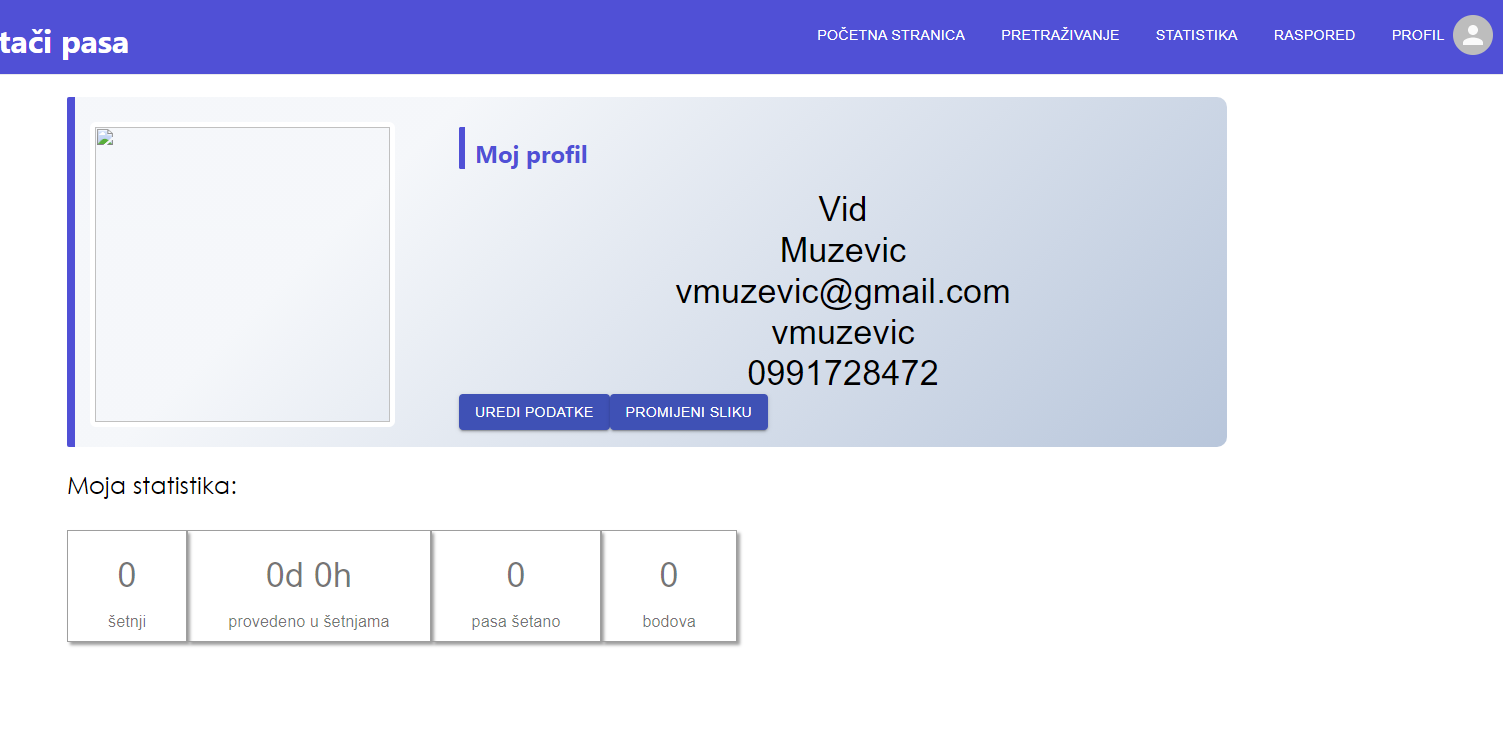 tači pasa
POČETNA STRANICA PRETRAŽIVANJE STATISTIKA RASPORED PROFIL
Moj profil
Vid
Muzevic
vmuzevic@gmail.com
vmuzevic
0991728472
UREDI PODATKE PROMIJENI SLIKU
Moja statistika:
0 0d 0h 0 0
šetnji provedeno u šetnjama pasa šetano bodova